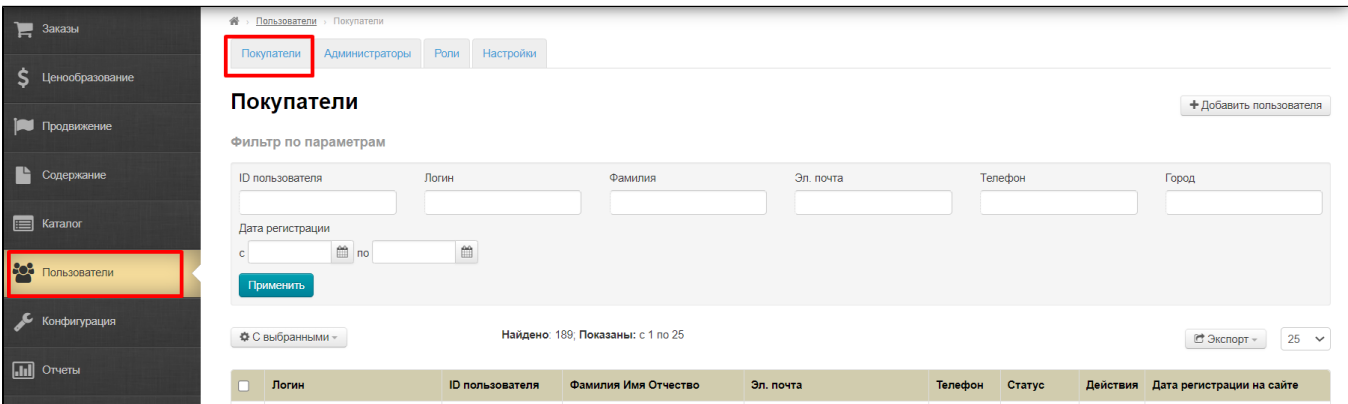 Заказы
Ценообразование
Продвижение
Содержание
Каталог
Пользователи
Конфигурация
Отчеты
Пользователи Покупатели
Покупатели Администраторы Роли Настройки
Покупатели
+ Добавить пользователя
Фильтр по параметрам
ID пользователя Логин Фамилия Эл. почта Телефон Город
Дата регистрации
с по
Применить
С выбранными Найдено: 189; Показаны: с 1 по 25 Экспорт 25
Логин ID пользователя Фамилия Имя Отчество Эл. почта Телефон Статус Действия Дата регистрации на сайте